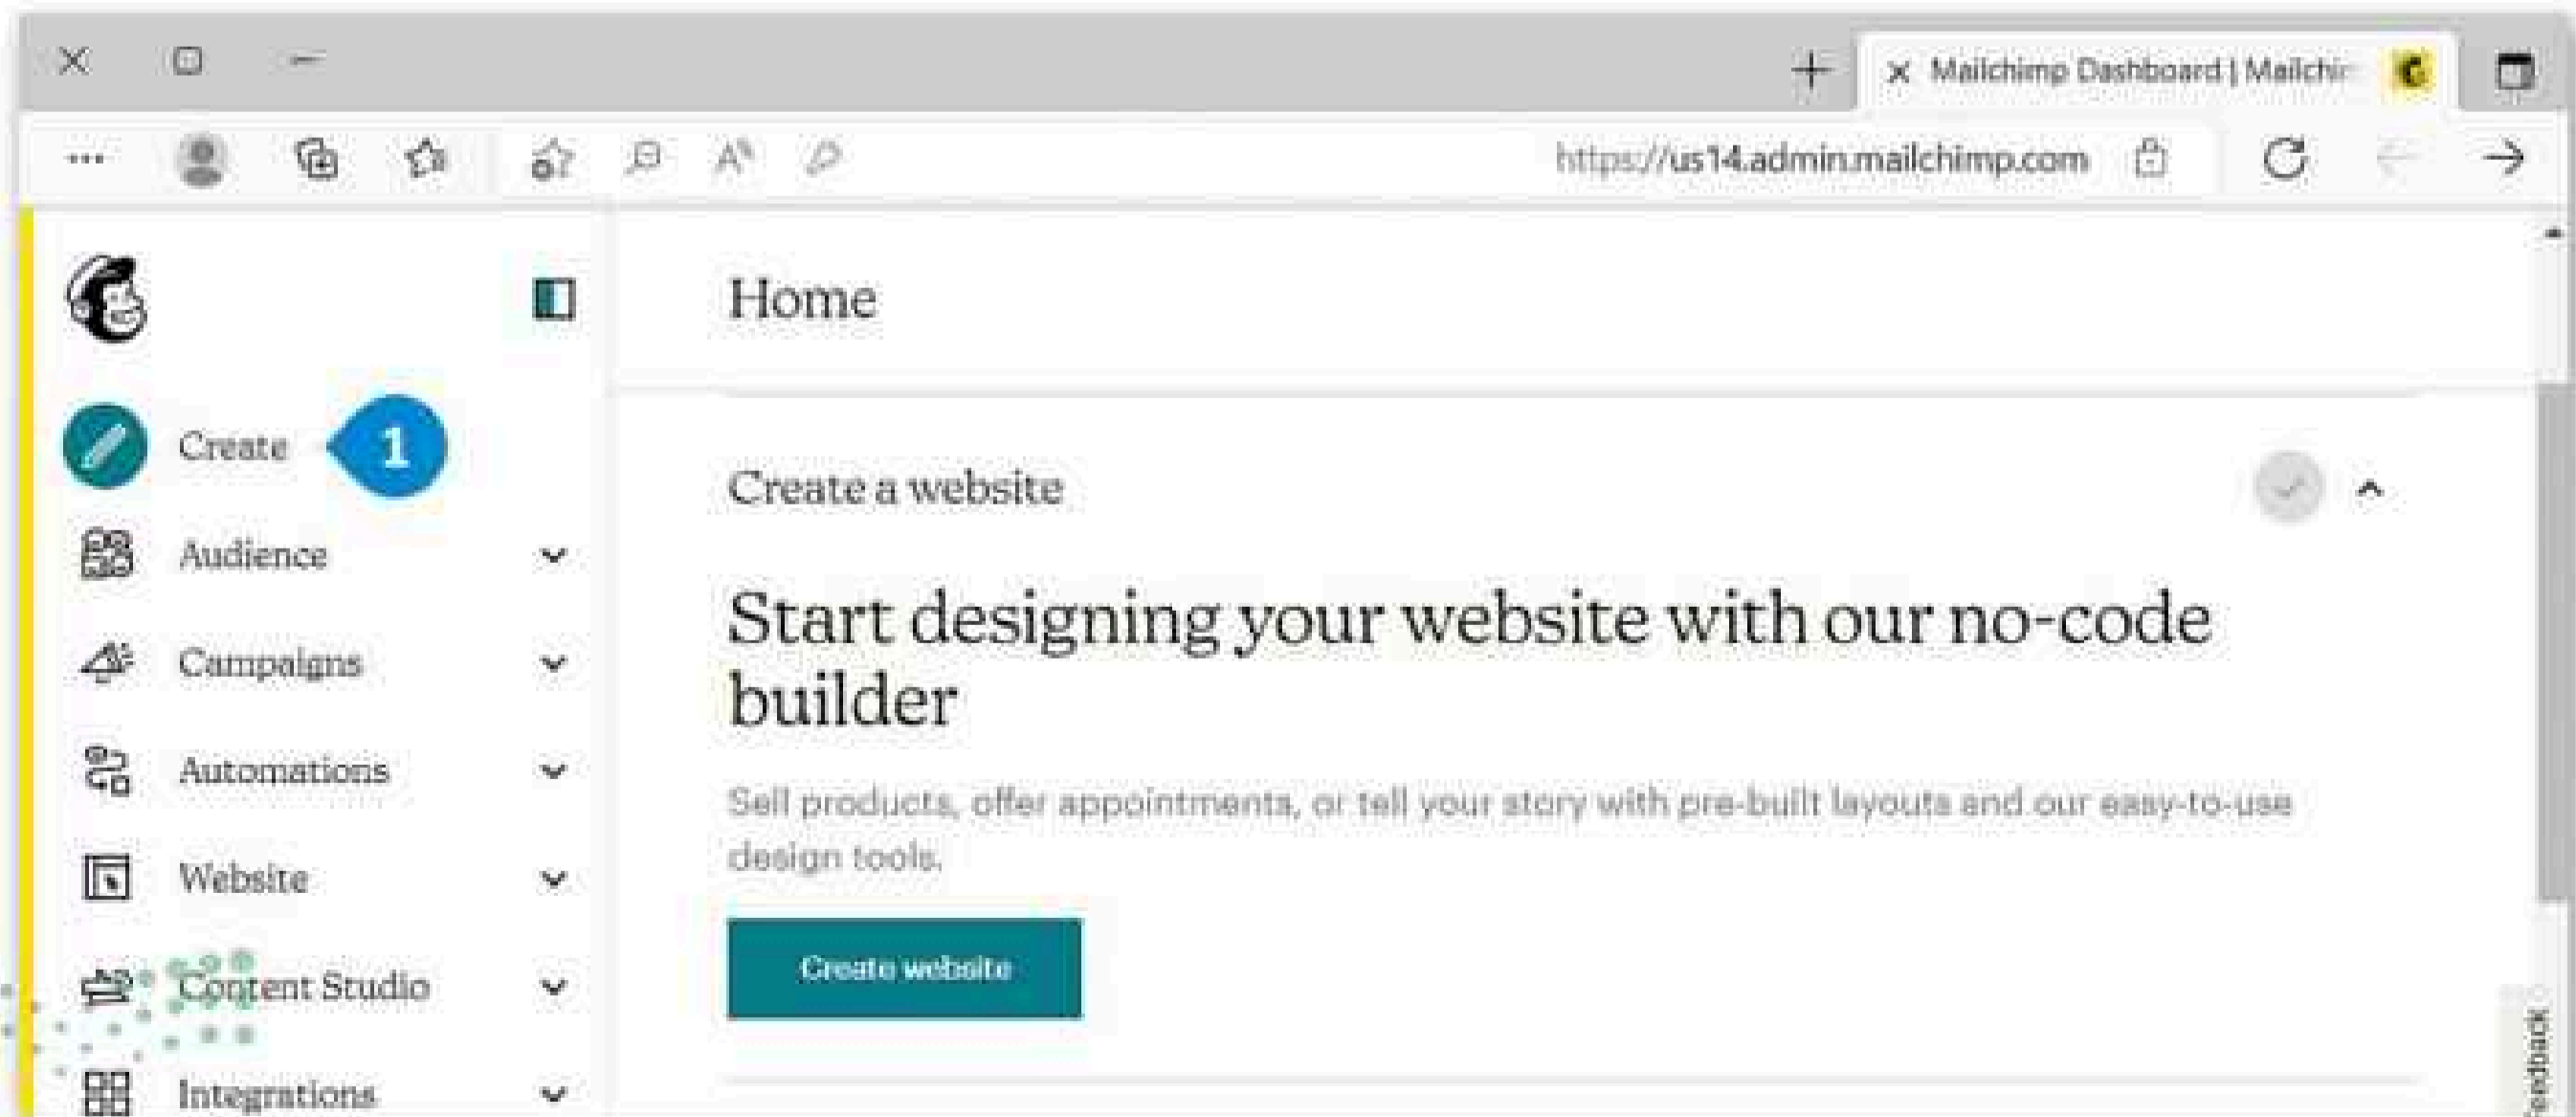 Mailchimp Dashboard | Mailchi
https://us14.admin.mailchimp.com
Home
Create
1
Audience
Campaigns
Automations
Website
Content Studio
Integrations
Create a website
Start designing your website with our no-code
builder
Sell products, offer appointments, or tell your story with pre-built layouts and our easy-to-use
design tools.
Create website
eedback